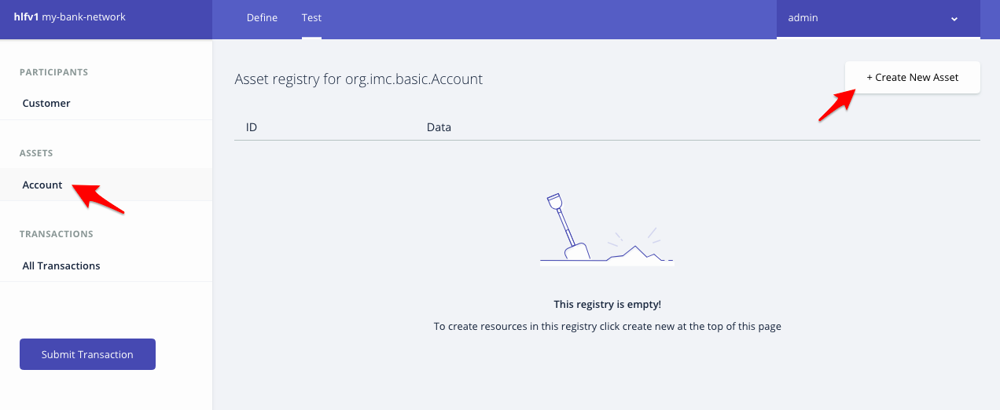 hlfv1 my-bank-network
Define
Test
admin
PARTICIPANTS
Customer
ASSETS
Account
TRANSACTIONS
All Transactions
Submit Transaction
Asset registry for org.imc.basic.Account
+ Create New Asset
ID
Data
This registry is empty!
To create resources in this registry click create new at the top of this page